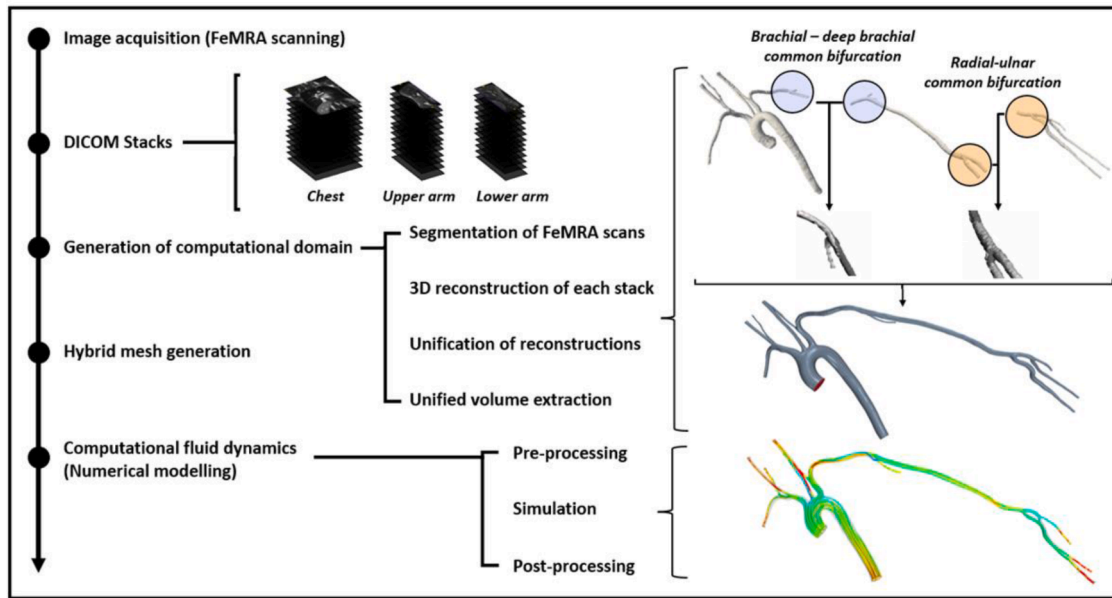 Image acquisition (FeMRA scanning)
DICOM Stacks
Chest
Upper arm
Lower arm
Generation of computational domain
Segmentation of FeMRA scans
3D reconstruction of each stack
Unification of reconstructions
Unified volume extraction
Hybrid mesh generation
Computational fluid dynamics
(Numerical modelling)
Pre-processing
Simulation
Post-processing
Brachial – deep brachial
common bifurcation
Radial-ulnar
common bifurcation